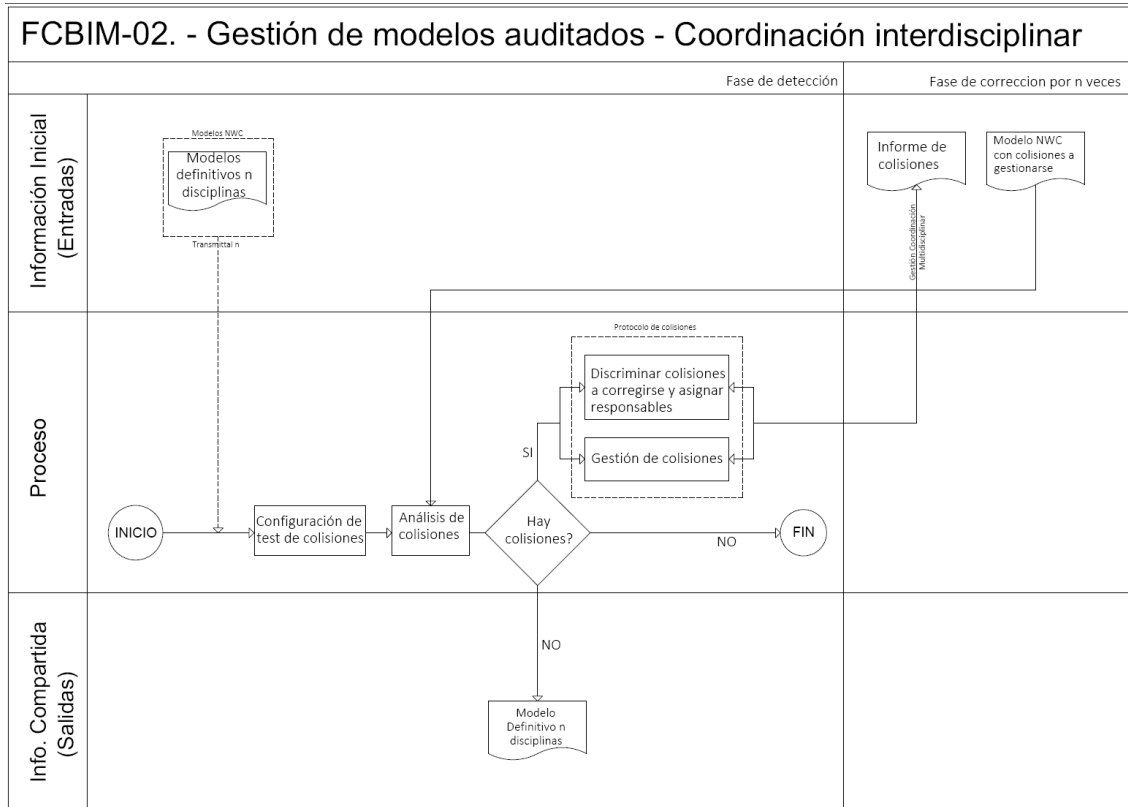 FCBIM-02. - Gestión de modelos auditados - Coordinación interdisciplinar
Fase de detección
Fase de correccion por n veces
Información Inicial
(Entradas)
Modelos NWC
Modelos
definitivos n
disciplinas
Transmittal n
Informe de
colisiones
Modelo NWC
con colisiones a
gestionarse
Gestión Coordinación
Multidisciplinar
Proceso
Protocolo de colisiones
Discriminar colisiones
a corregirse y asignar
responsables
Gestión de colisiones
SI
INICIO
Configuración de
test de colisiones
Análisis de
colisiones
Hay
colisiones?
NO
FIN
Info. Compartida
(Salidas)
NO
Modelo
Definitivo n
disciplinas